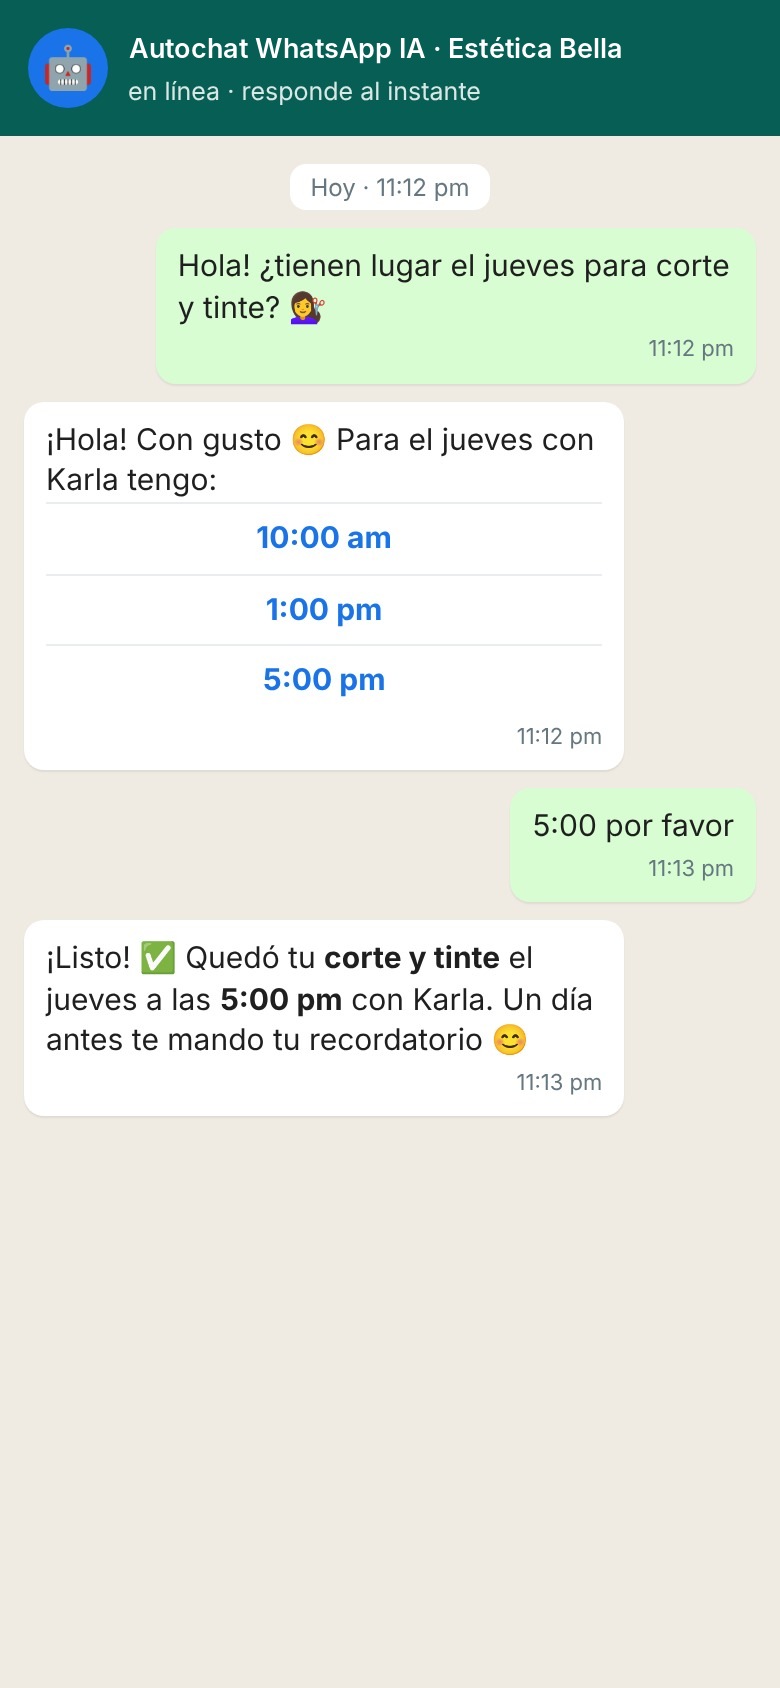 Autochat WhatsApp IA · Estética Bella
en línea · responde al instante
Hoy · 11:12 pm
Hola! ¿tienen lugar el jueves para corte
y tinte? 💇‍♀️
11:12 pm
¡Hola! Con gusto 😊 Para el jueves con
Karla tengo:
10:00 am
1:00 pm
5:00 pm
11:12 pm
5:00 por favor
11:13 pm
¡Listo! ✅ Quedó tu corte y tinte el
jueves a las 5:00 pm con Karla. Un día
antes te mando tu recordatorio 😊
11:13 pm